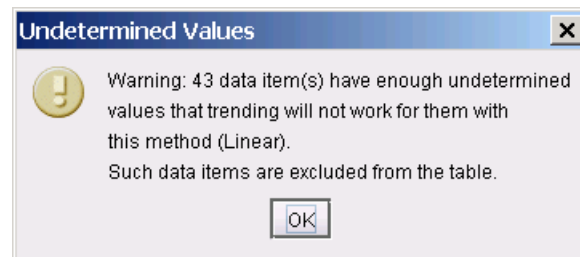 Undetermined Values
Warning: 43 data item(s) have enough undetermined
values that trending will not work for them with
this method (Linear).
Such data items are excluded from the table.
OK